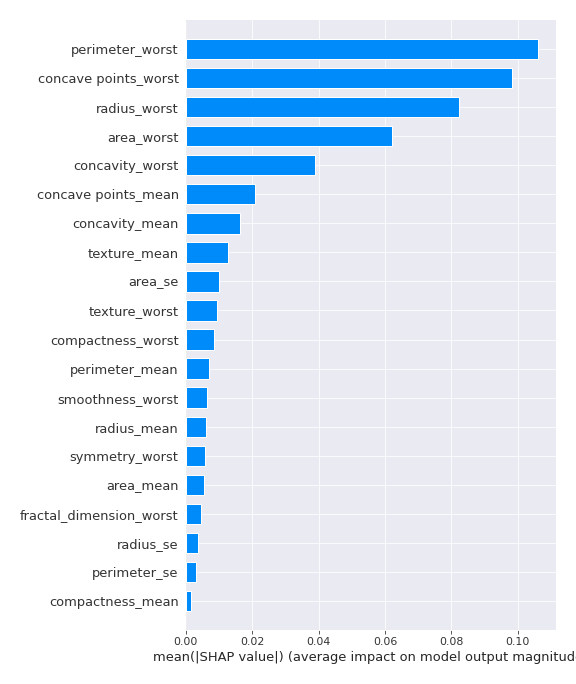 perimeter_worst
concave points_worst
radius_worst
area_worst
concavity_worst
concave points_mean
concavity_mean
texture_mean
area_se
texture_worst
compactness_worst
perimeter_mean
smoothness_worst
radius_mean
symmetry_worst
area_mean
fractal_dimension_worst
radius_se
perimeter_se
compactness_mean
0.00 0.02 0.04 0.06 0.08 0.10
mean(|SHAP value|) (average impact on model output magnitud